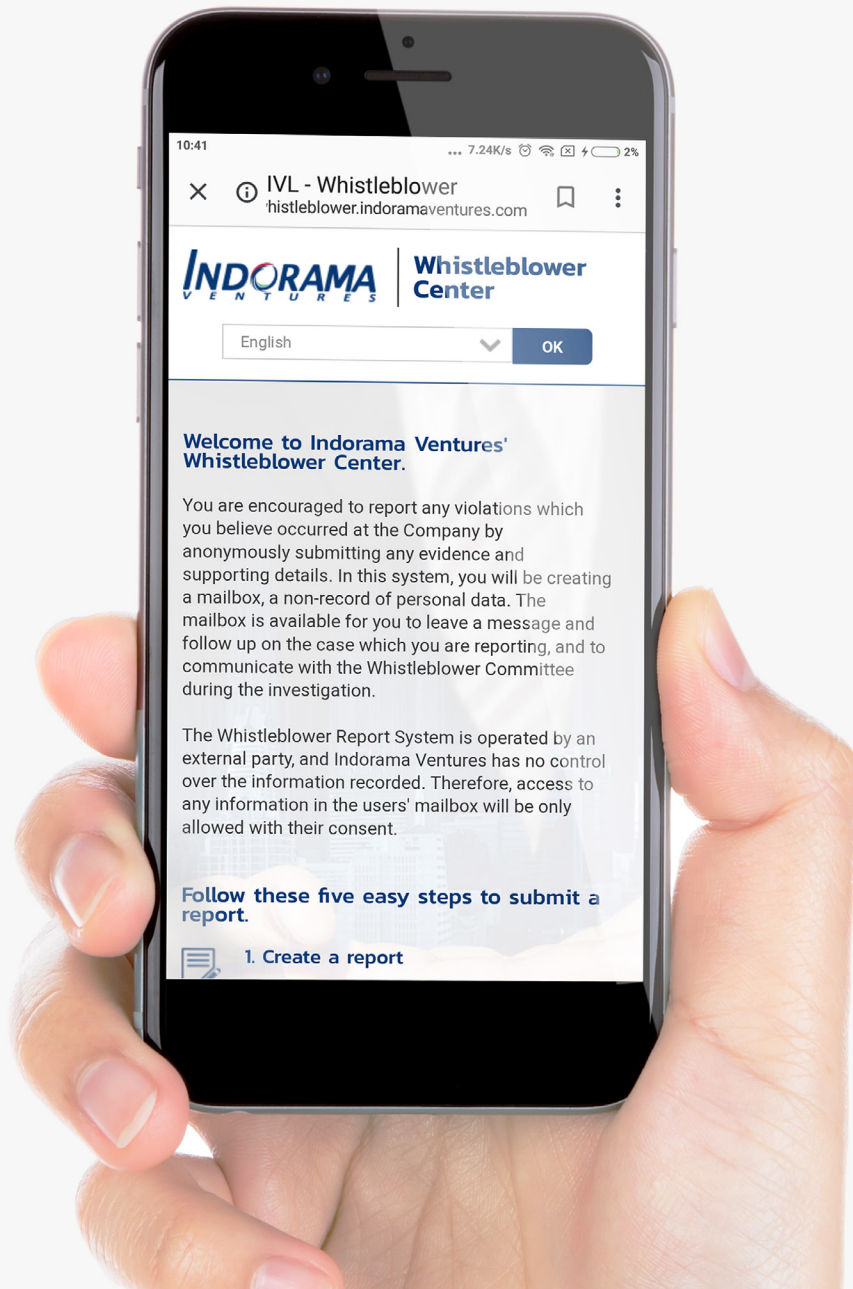 10:41
... 7.24K/s 2%
IVL - Whistleblower
histleblower.indoramaventures.com
INDORAMA
VENTURES
Whistleblower
Center
English
OK
Welcome to Indorama Ventures'
Whistleblower Center.
You are encouraged to report any violations which
you believe occurred at the Company by
anonymously submitting any evidence and
supporting details. In this system, you will be creating
a mailbox, a non-record of personal data. The
mailbox is available for you to leave a message and
follow up on the case which you are reporting, and to
communicate with the Whistleblower Committee
during the investigation.
The Whistleblower Report System is operated by an
external party, and Indorama Ventures has no control
over the information recorded. Therefore, access to
any information in the users' mailbox will be only
allowed with their consent.
Follow these five easy steps to submit a
report.
1. Create a report